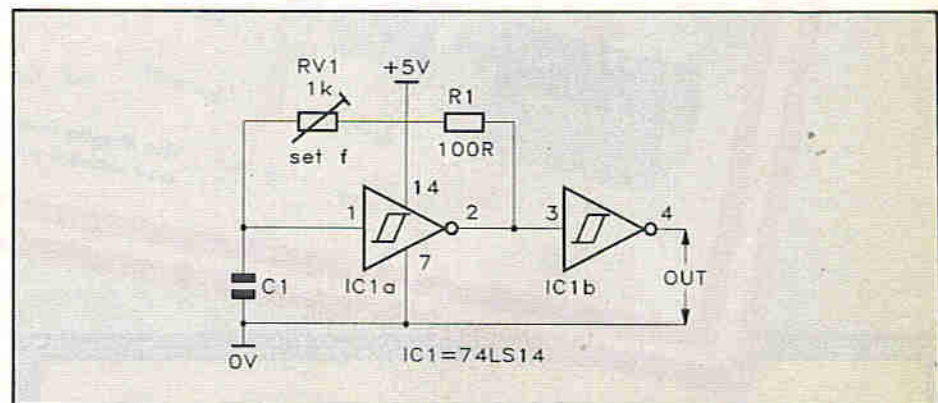 RV1
1k
+5V
R1
set f
100R
14
1
2
3
4
7
C1
IC1a
IC1b
OUT
0V
IC1=74LS14